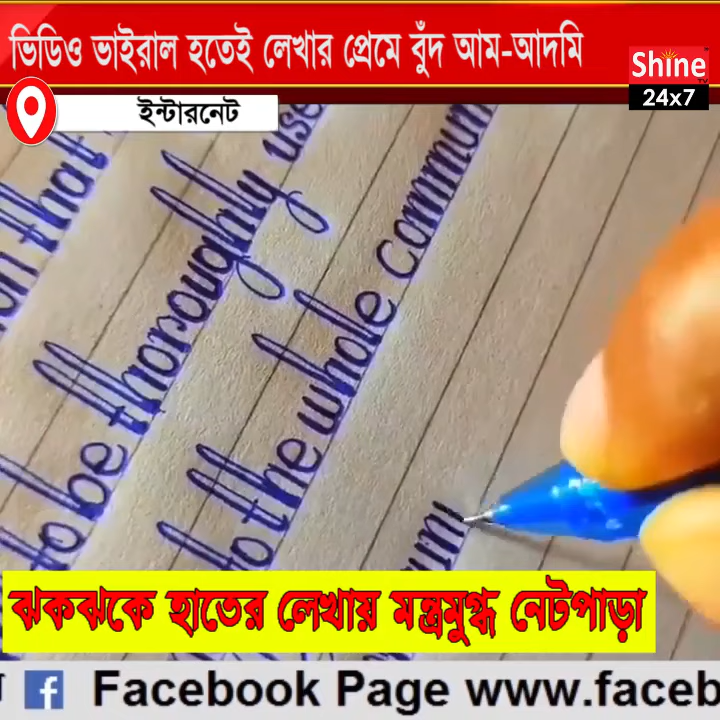 ভিডিও ভাইরাল হতেই লেখার প্রেমে বুঁদ আম-আদমি
Shine
TV
24x7
ইন্টারনেট
that
thoroughly use
to be
whole commun
to the
ঝকঝকে হাতের লেখায় মন্ত্রমুগ্ধ নেটপাড়া
Facebook Page www.faceb